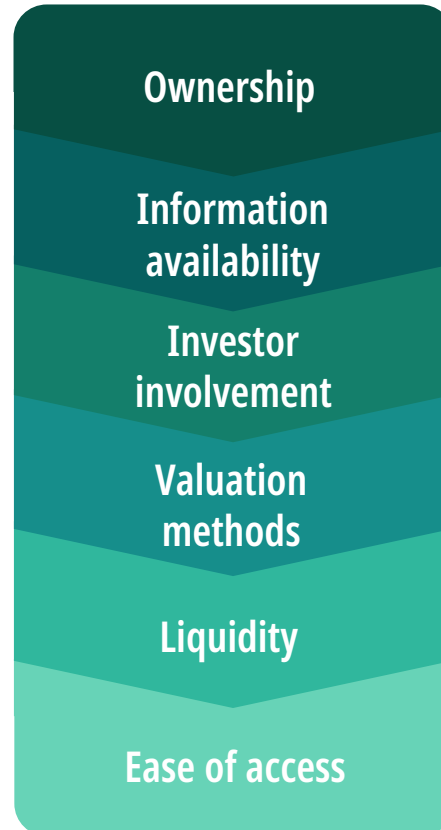 Ownership
Information
availability
Investor
involvement
Valuation
methods
Liquidity
Ease of access